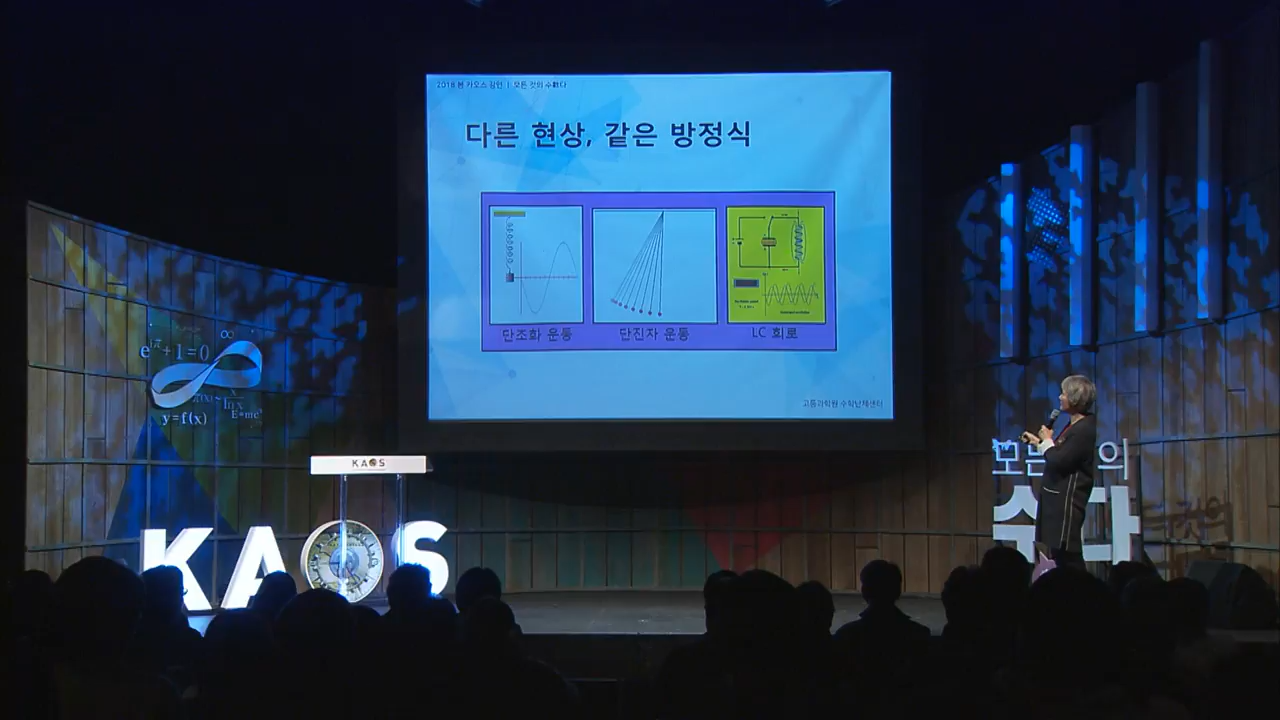 2018 봄 카오스 강연 | 모든 것의 수학다
다른 현상, 같은 방정식
단조화 운동
단진자 운동
LC 회로
고등과학원 수학난제센터
∞
e^iπ+1=0
y=f(x)
E=mc²
KAOS
KAOS
모든
의
수다